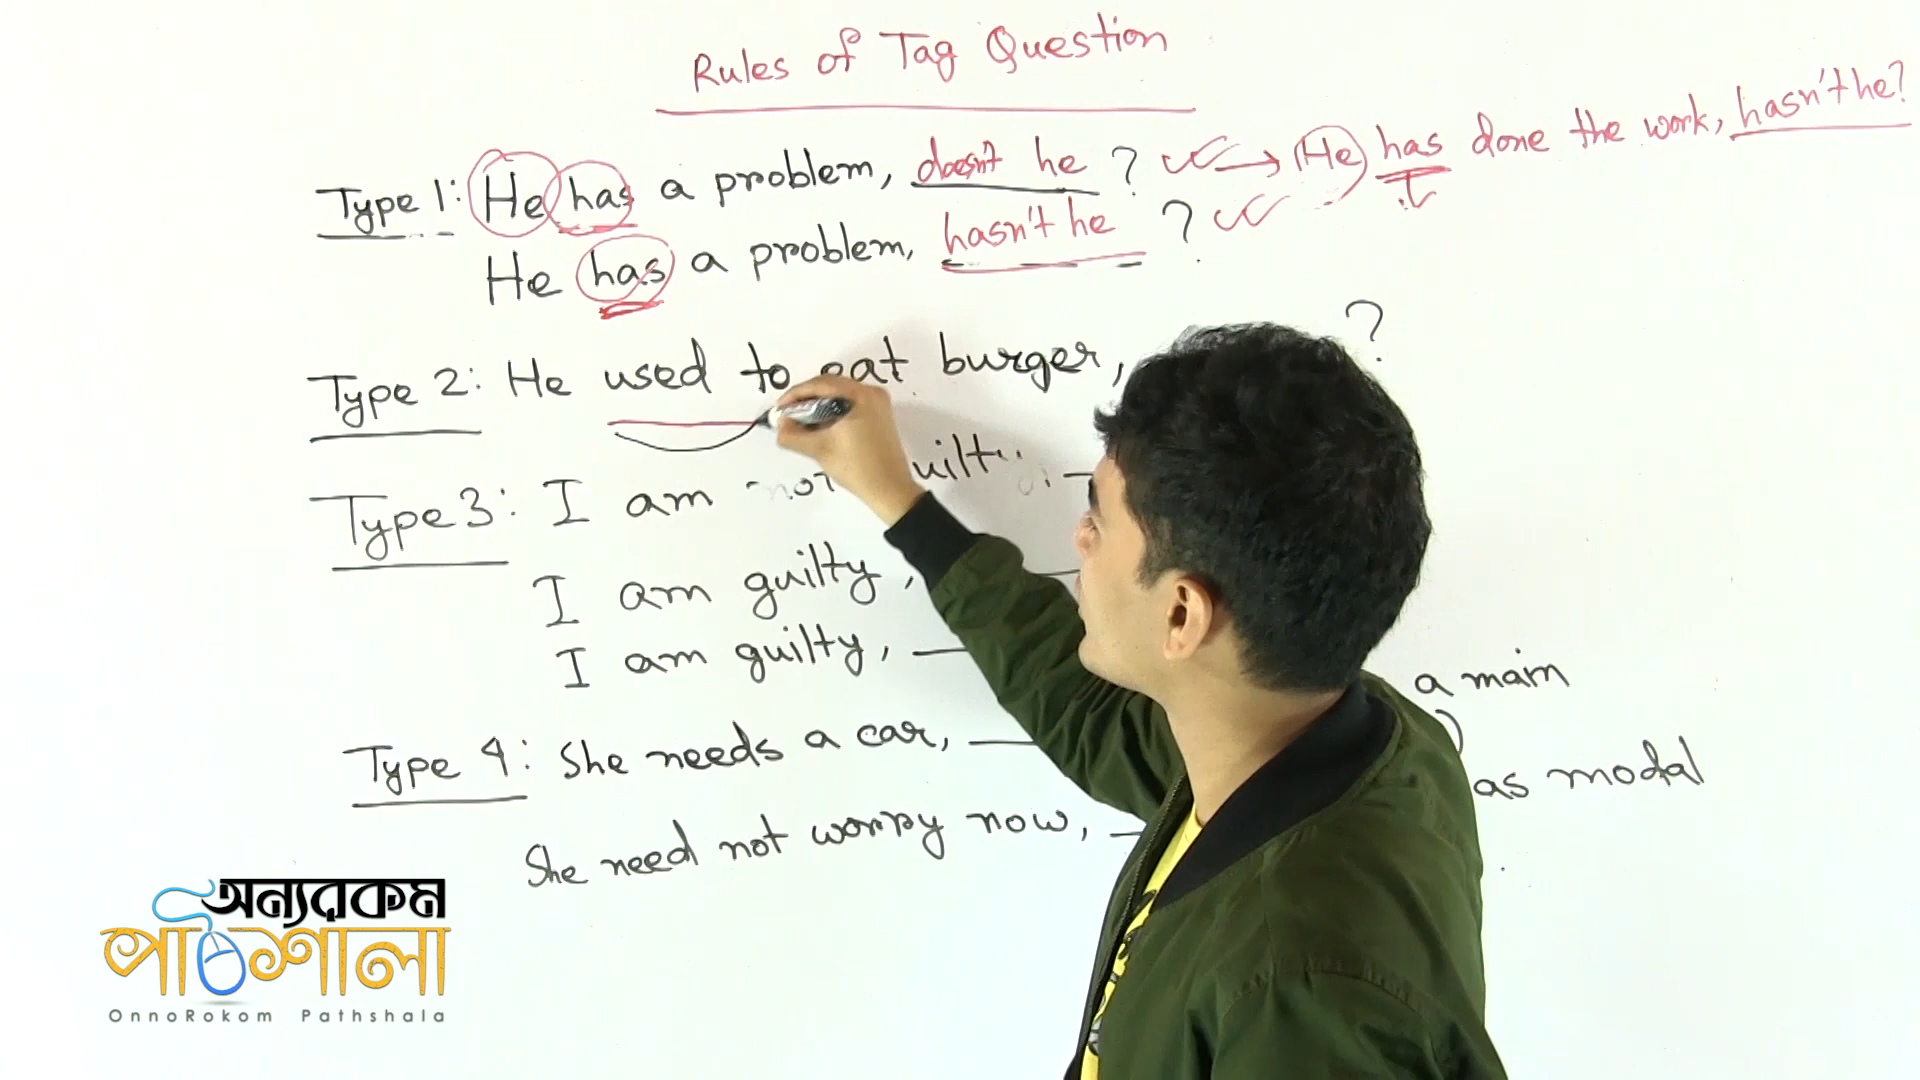 Rules of Tag Question
Type 1: He has a problem, doesn't he ? → He has done the work, hasn't he?
He has a problem, hasn't he ?
Type 2: He used to eat burger, ?
Type 3: I am not
I am guilty,
I am guilty,
Type 4: She needs a car, a main
She need not worry now, as modal
অন্যরকম
পাঠশালা
OnnoRokom Pathshala